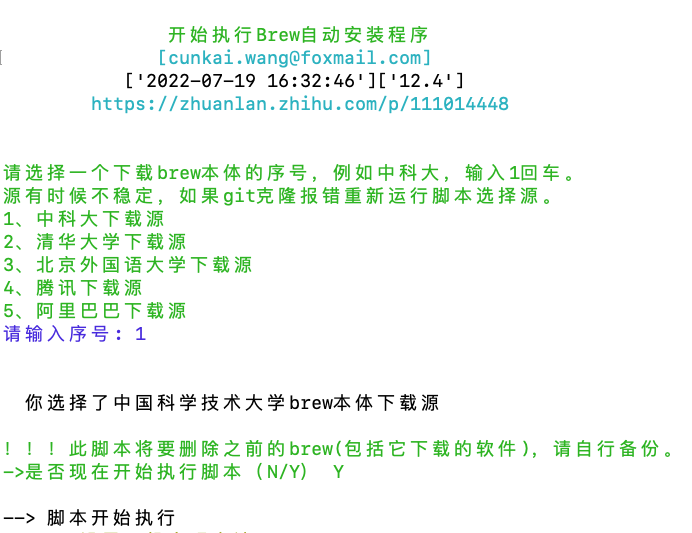 开始执行Brew自动安装程序
[cunkai.wang@foxmail.com]
['2022-07-19 16:32:46']['12.4']
https://zhuanlan.zhihu.com/p/111014448
请选择一个下载brew本体的序号，例如中科大，输入1回车。
源有时候不稳定，如果git克隆报错重新运行脚本选择源。
1、中科大下载源
2、清华大学下载源
3、北京外国语大学下载源
4、腾讯下载源
5、阿里巴巴下载源
请输入序号: 1
你选择了中国科学技术大学brew本体下载源
！！！此脚本将要删除之前的brew(包括它下载的软件)，请自行备份。
->是否现在开始执行脚本（N/Y） Y
--> 脚本开始执行